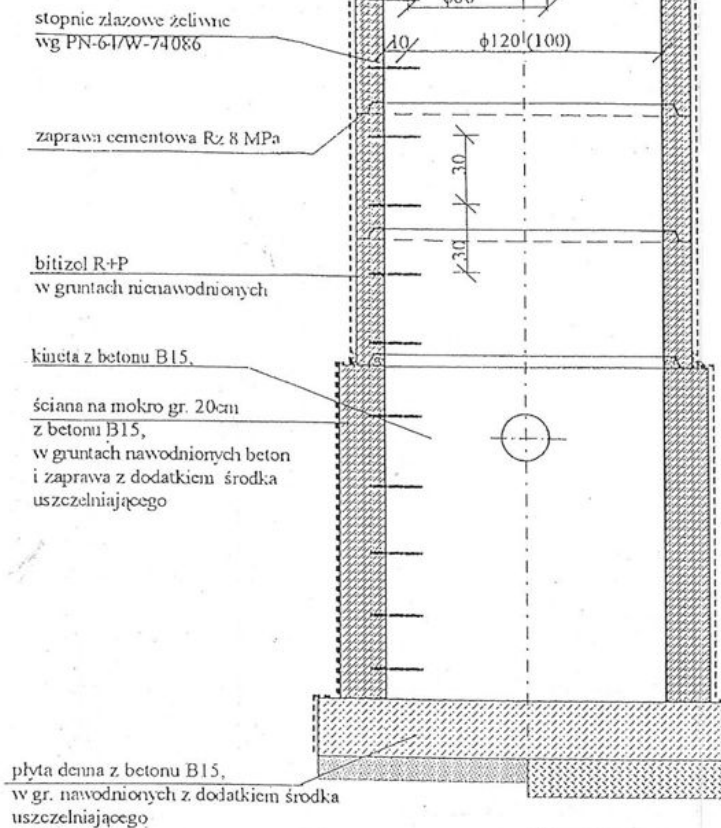 stopnie złazowe żeliwne
wg PN-64/W-74086
10
ϕ120 (100)
zaprawa cementowa Rz 8 MPa
30
30
bitizol R+P
w gruntach nienawodnionych
kineta z betonu B15,
ściana na mokro gr. 20cm
z betonu B15,
w gruntach nawodnionych beton
i zaprawa z dodatkiem środka
uszczelniającego
płyta denna z betonu B15,
w gr. nawodnionych z dodatkiem środka
uszczelniającego